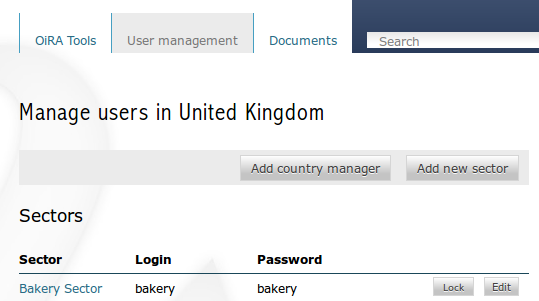 OiRA Tools User management Documents Search
Manage users in United Kingdom
Add country manager Add new sector
Sectors
Sector Login Password
Bakery Sector bakery bakery Lock Edit